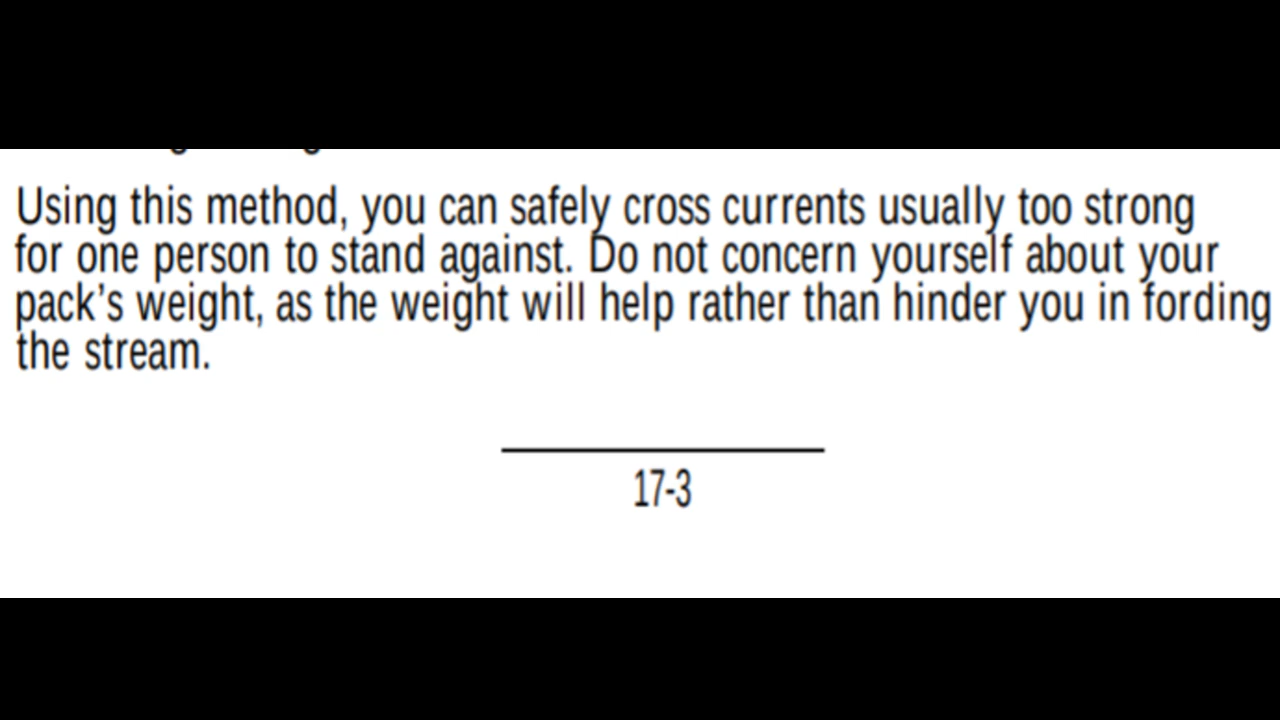 Using this method, you can safely cross currents usually too strong
for one person to stand against. Do not concern yourself about your
pack’s weight, as the weight will help rather than hinder you in fording
the stream.
17-3